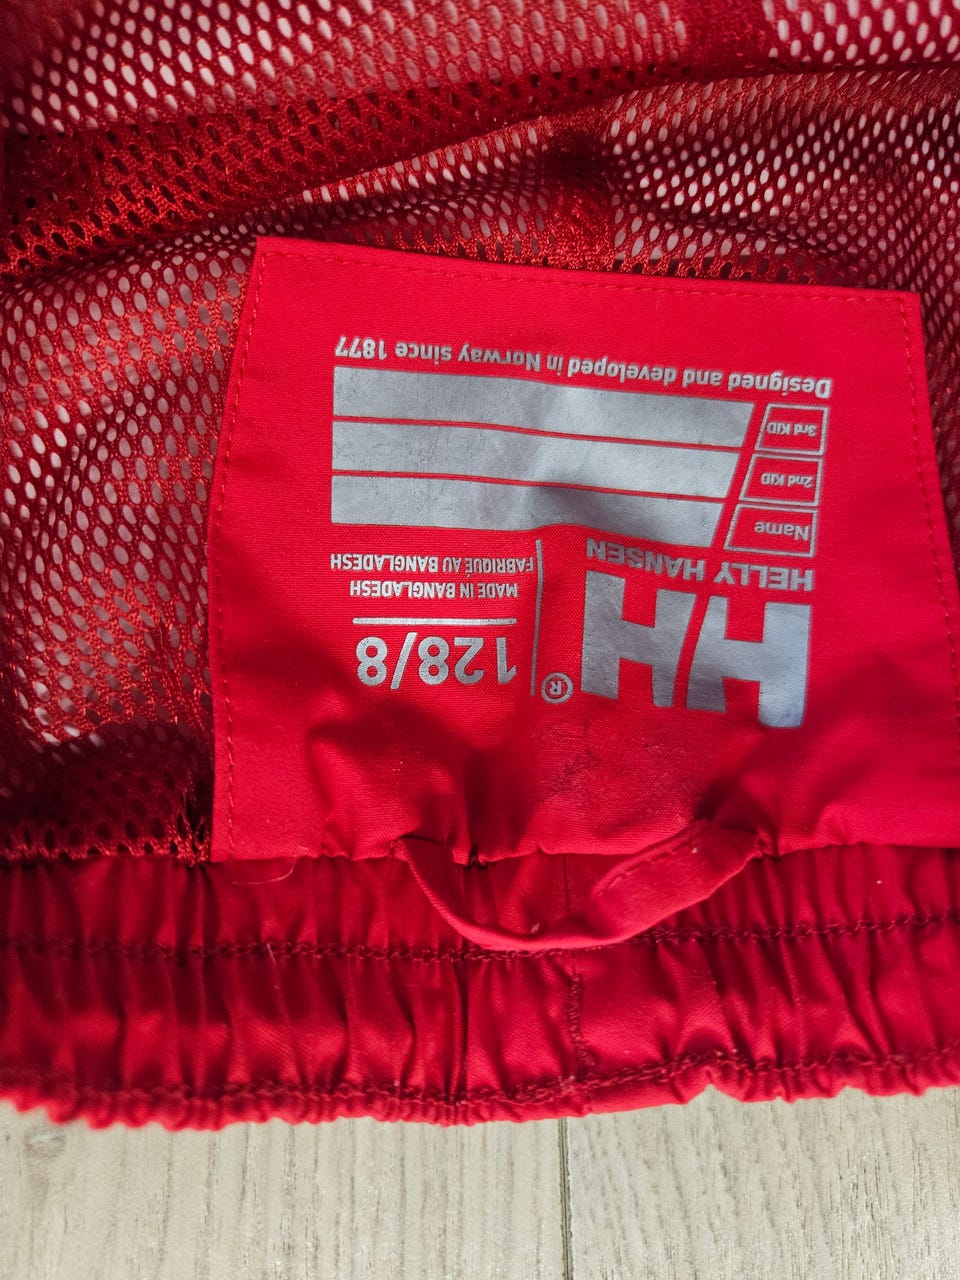 HH®
HELLY HANSEN
128/8
MADE IN BANGLADESH
FABRIQUÉ AU BANGLADESH
Name
2nd KID
3rd KID
Designed and developed in Norway since 1877